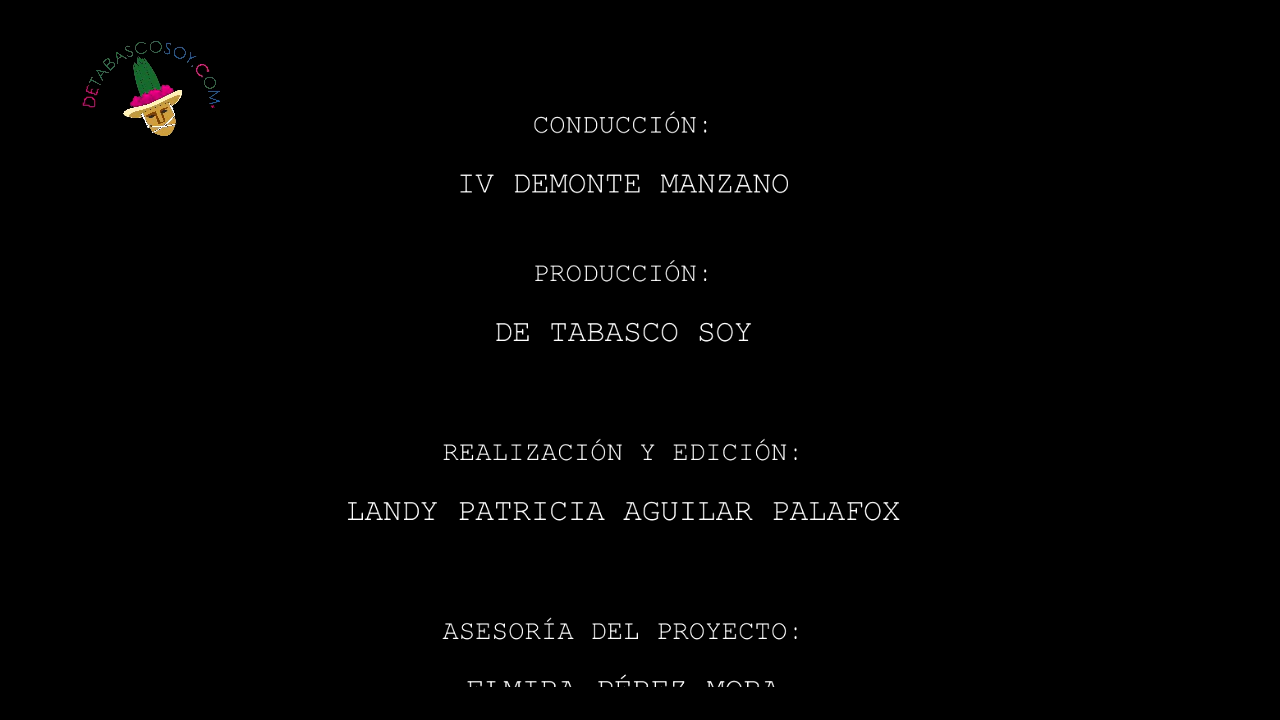 DETABASCOSOY.COM
CONDUCCIÓN:
IV DEMONTE MANZANO
PRODUCCIÓN:
DE TABASCO SOY
REALIZACIÓN Y EDICIÓN:
LANDY PATRICIA AGUILAR PALAFOX
ASESORÍA DEL PROYECTO:
PÉREZ